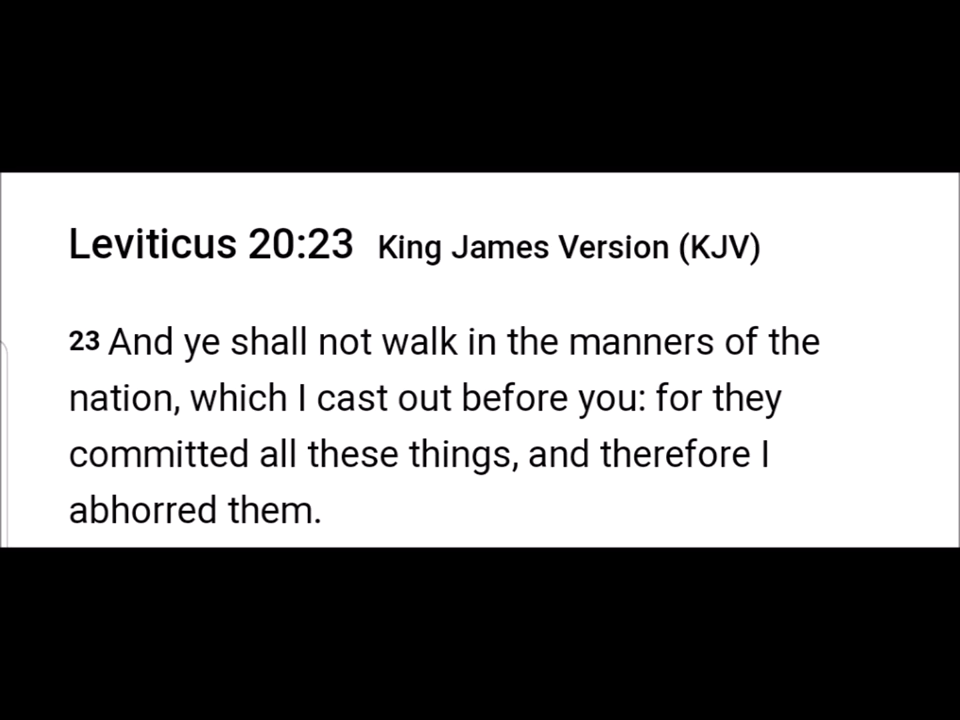 Leviticus 20:23 King James Version (KJV)
23 And ye shall not walk in the manners of the
nation, which I cast out before you: for they
committed all these things, and therefore I
abhorred them.